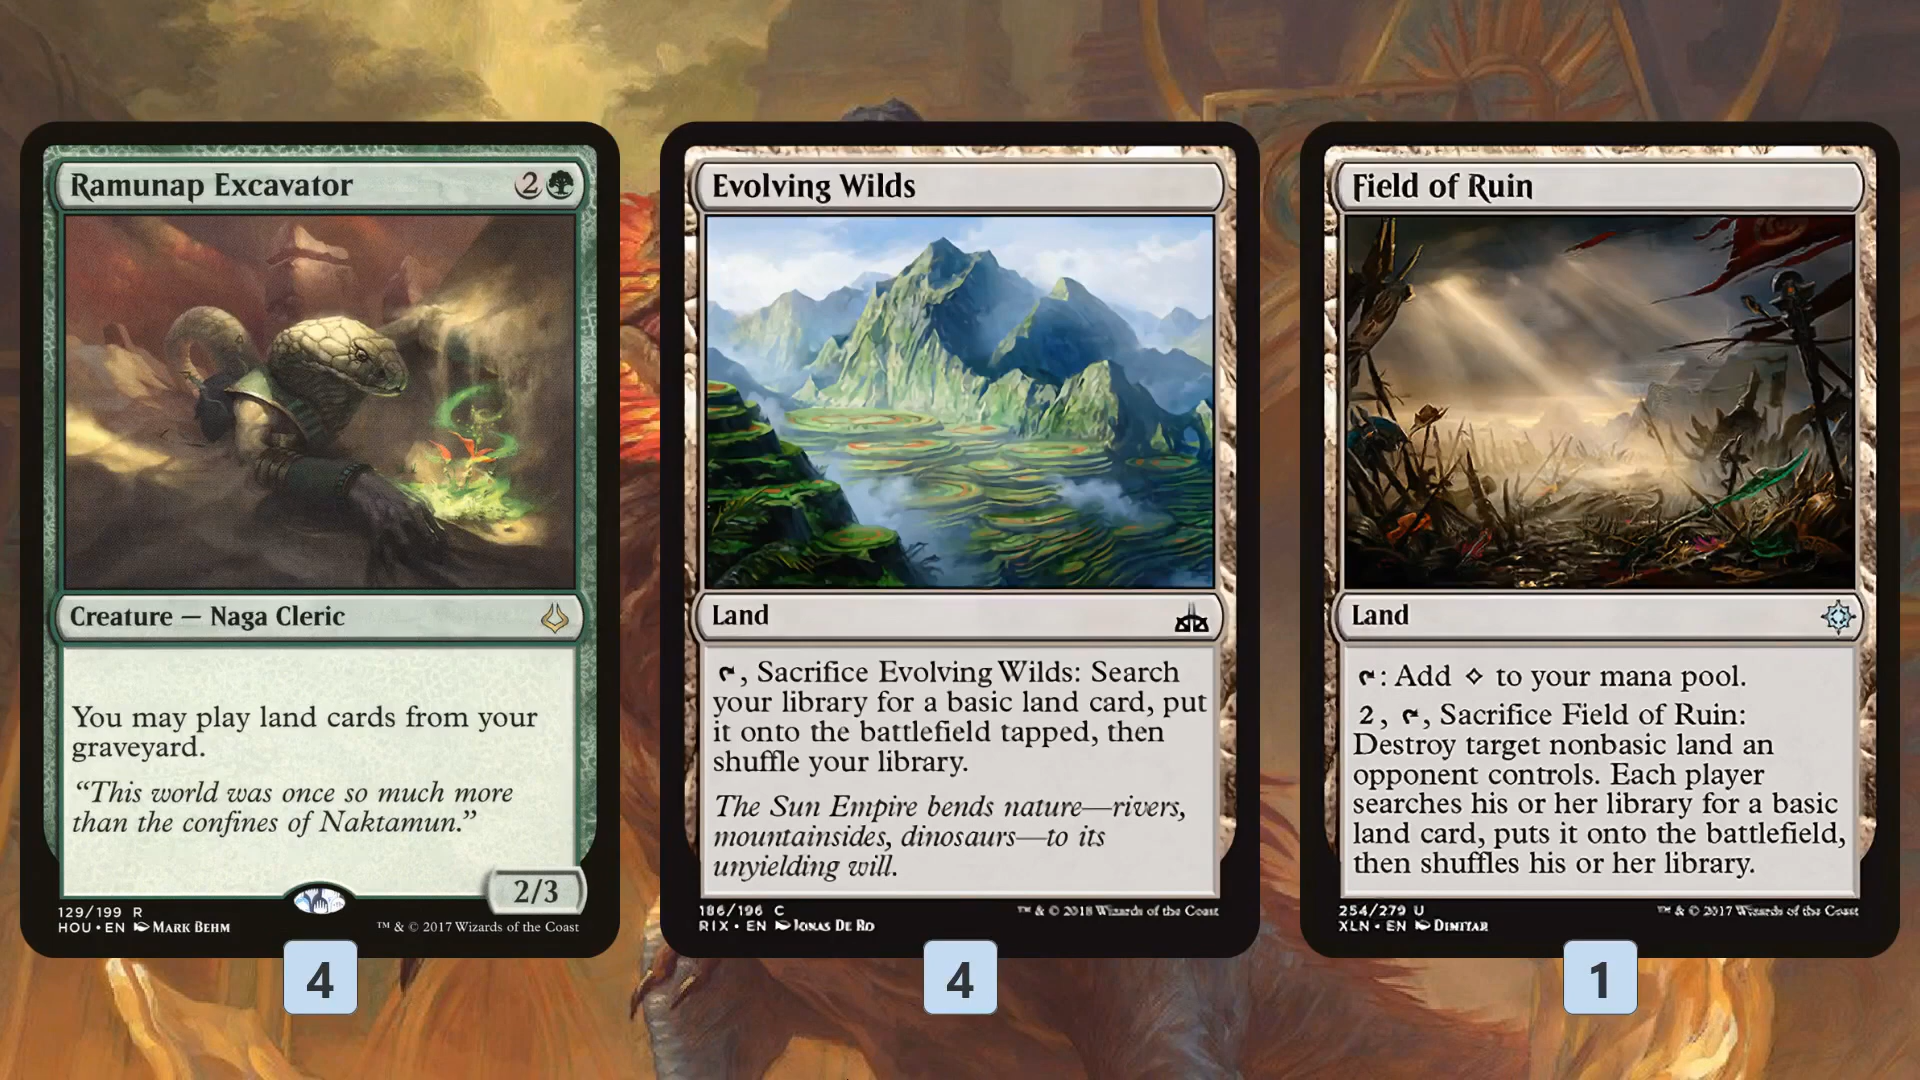 Ramunap Excavator 2
Creature — Naga Cleric
You may play land cards from your
graveyard.
“This world was once so much more
than the confines of Naktamun.”
2/3
129/199 R
HOU • EN MARK BEHM
™ & © 2017 Wizards of the Coast
4
Evolving Wilds
Land
, Sacrifice Evolving Wilds: Search
your library for a basic land card, put
it onto the battlefield tapped, then
shuffle your library.
The Sun Empire bends nature—rivers,
mountainsides, dinosaurs—to its
unyielding will.
186/196 C
RIX • EN JONAS DE RO
™ & © 2018 Wizards of the Coast
4
Field of Ruin
Land
: Add to your mana pool.
2, , Sacrifice Field of Ruin:
Destroy target nonbasic land an
opponent controls. Each player
searches his or her library for a basic
land card, puts it onto the battlefield,
then shuffles his or her library.
254/279 U
XLN • EN DIMITAR
™ & © 2017 Wizards of the Coast
1